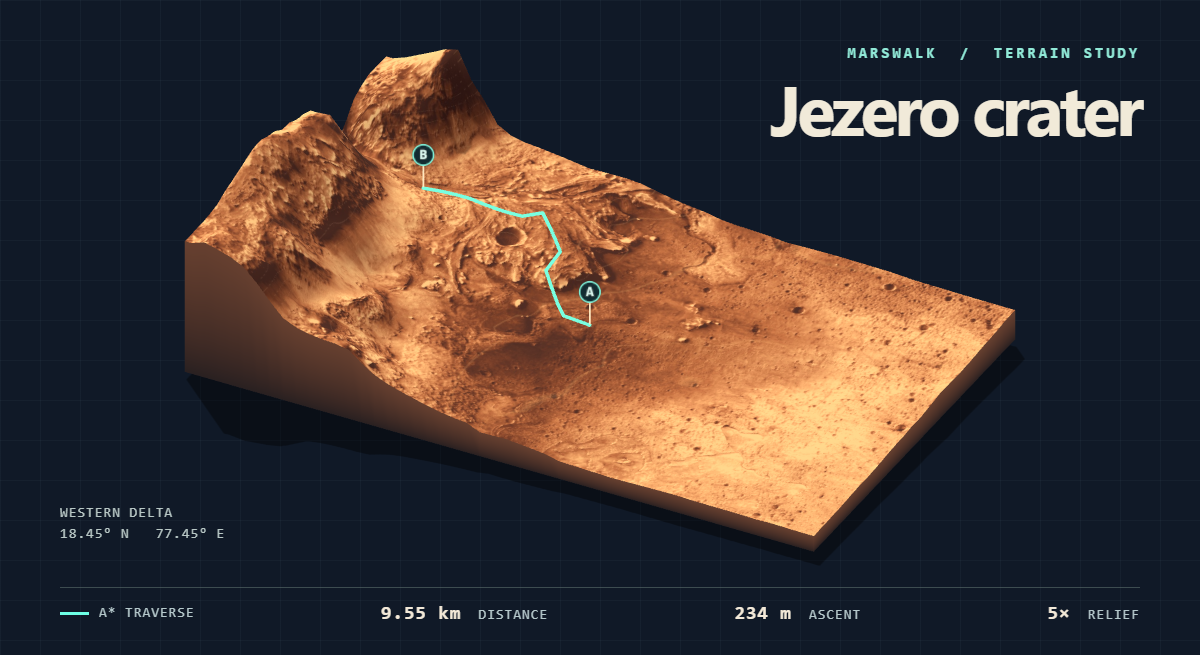 MARSWALK / TERRAIN STUDY
Jezero crater
B
A
WESTERN DELTA
18.45° N 77.45° E
A* TRAVERSE 9.55 km DISTANCE 234 m ASCENT 5× RELIEF